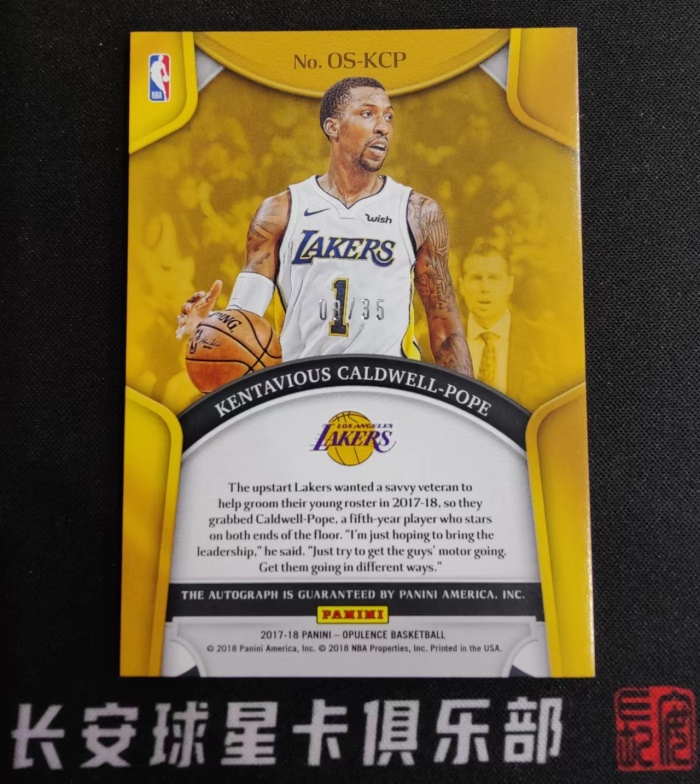 No. OS-KCP
NBA
wish
LAKERS
1
/35
KENTAVIOUS CALDWELL-POPE
LOS ANGELES
LAKERS
The upstart Lakers wanted a savvy veteran to
help groom their young roster in 2017-18, so they
grabbed Caldwell-Pope, a fifth-year player who stars
on both ends of the floor. "I'm just hoping to bring the
leadership," he said. "Just try to get the guys' motor going.
Get them going in different ways."
THE AUTOGRAPH IS GUARANTEED BY PANINI AMERICA, INC.
PANINI
2017-18 PANINI – OPULENCE BASKETBALL
© 2018 Panini America, Inc. © 2018 NBA Properties, Inc. Printed in the USA.
长安球星卡俱乐部